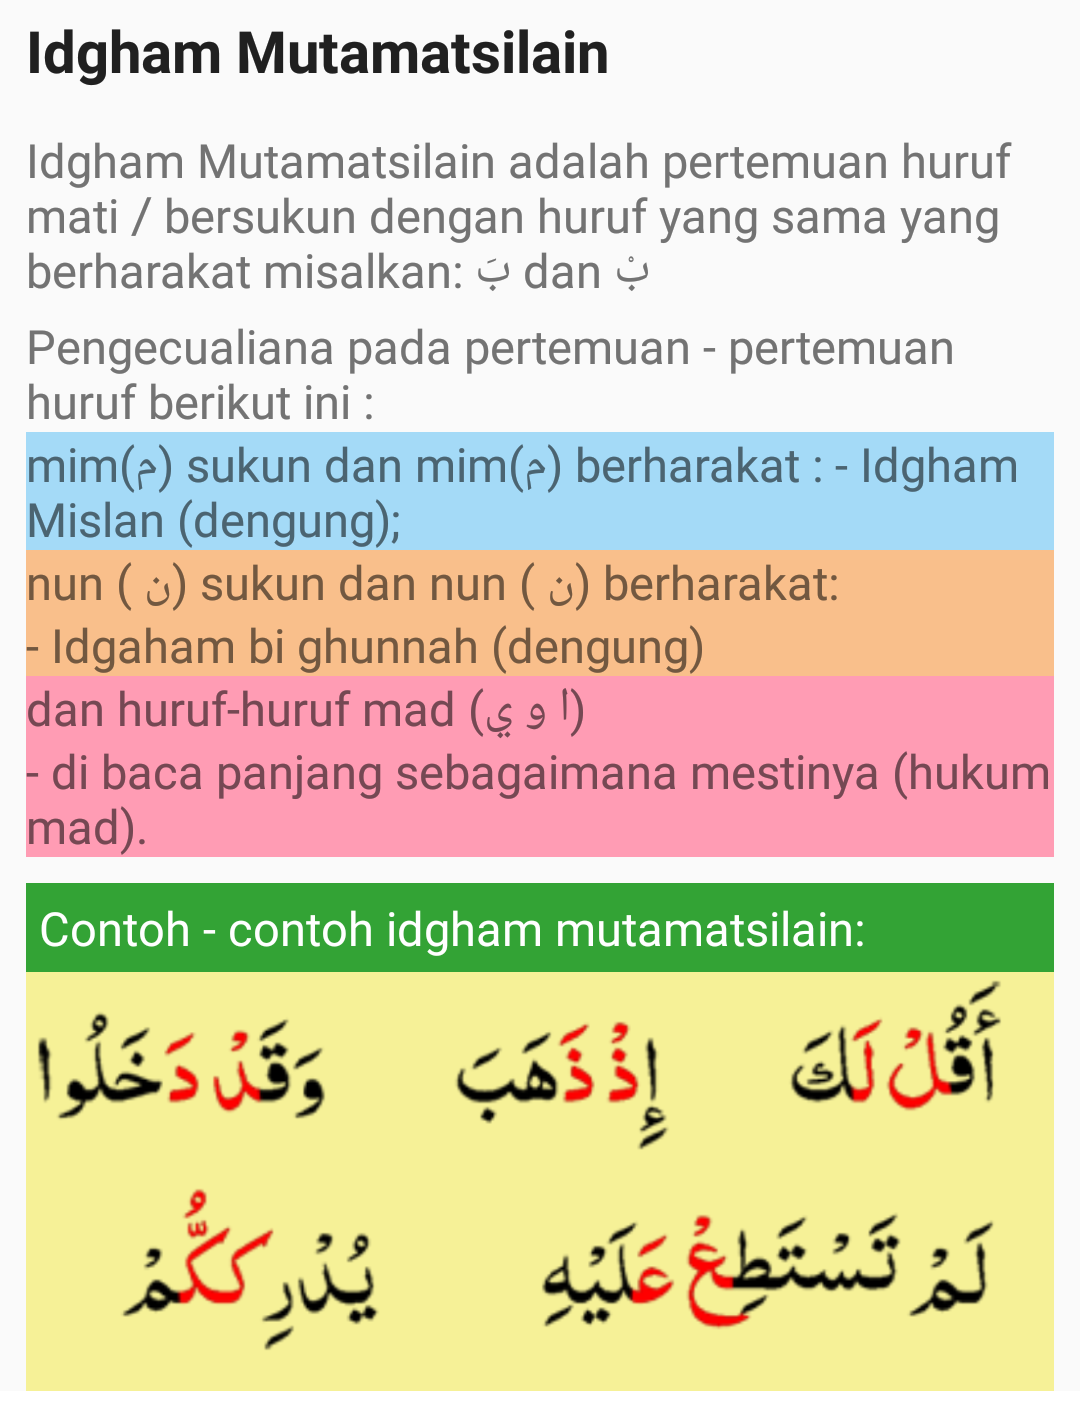 Idgham Mutamatsilain
Idgham Mutamatsilain adalah pertemuan huruf
mati / bersukun dengan huruf yang sama yang
berharakat misalkan: بَ dan بْ
Pengecualiana pada pertemuan - pertemuan
huruf berikut ini :
mim(م) sukun dan mim(م) berharakat : - Idgham
Mislan (dengung);
nun ( ن) sukun dan nun ( ن) berharakat:
- Idgaham bi ghunnah (dengung)
dan huruf-huruf mad (ا و ي)
- di baca panjang sebagaimana mestinya (hukum
mad).
Contoh - contoh idgham mutamatsilain:
أَقُلْ لَكَ إِذْذَهَبَ وَقَدْ دَخَلُوا
لَمْ تَسْتَطِعْ عَلَيْهِ يُدْرِككُّمْ